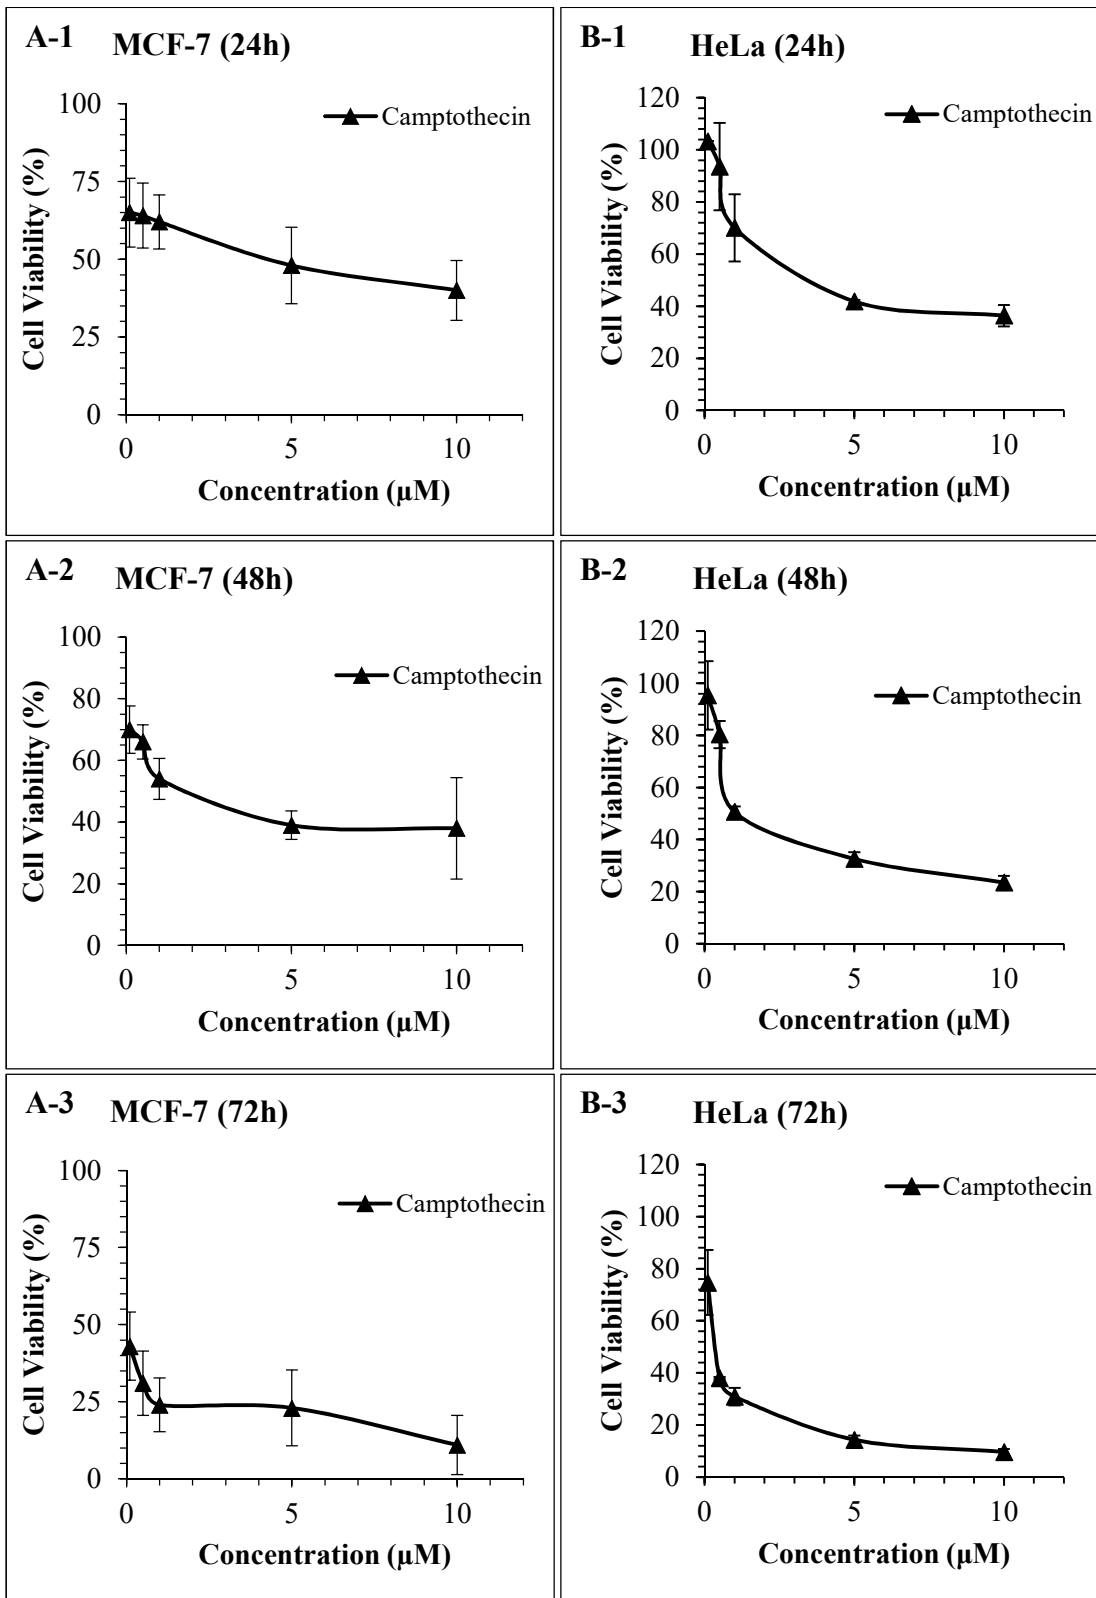 A-1
MCF-7 (24h)
Camptothecin
Cell Viability (%)
100
75
50
25
0
0 5 10
Concentration (μM)
B-1
HeLa (24h)
Camptothecin
Cell Viability (%)
120
100
80
60
40
20
0
0 5 10
Concentration (μM)
A-2
MCF-7 (48h)
Camptothecin
Cell Viability (%)
100
80
60
40
20
0
0 5 10
Concentration (μM)
B-2
HeLa (48h)
Camptothecin
Cell Viability (%)
120
100
80
60
40
20
0
0 5 10
Concentration (μM)
A-3
MCF-7 (72h)
Camptothecin
Cell Viability (%)
100
75
50
25
0
0 5 10
Concentration (μM)
B-3
HeLa (72h)
Camptothecin
Cell Viability (%)
120
100
80
60
40
20
0
0 5 10
Concentration (μM)